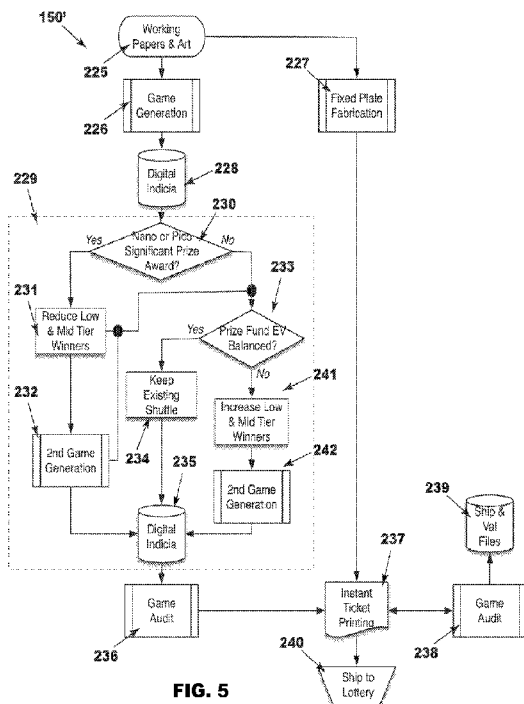 150'
Working
Papers & Art
225
227
Game
Generation
226
Fixed Plate
Fabrication
Digital
Indicia
228
229
230
Yes
Nano or Pico
Significant Prize
Award?
No
233
231
Reduce Low
& Mid Tier
Winners
Yes
Prize Fund EV
Balanced?
No
Keep
Existing
Shuffle
234
241
Increase Low
& Mid Tier
Winners
232
2nd Game
Generation
235
242
2nd Game
Generation
239
Ship &
Val
Files
Digital
Indicia
237
Game
Audit
236
Instant
Ticket
Printing
Game
Audit
238
240
Ship to
Lottery
FIG. 5